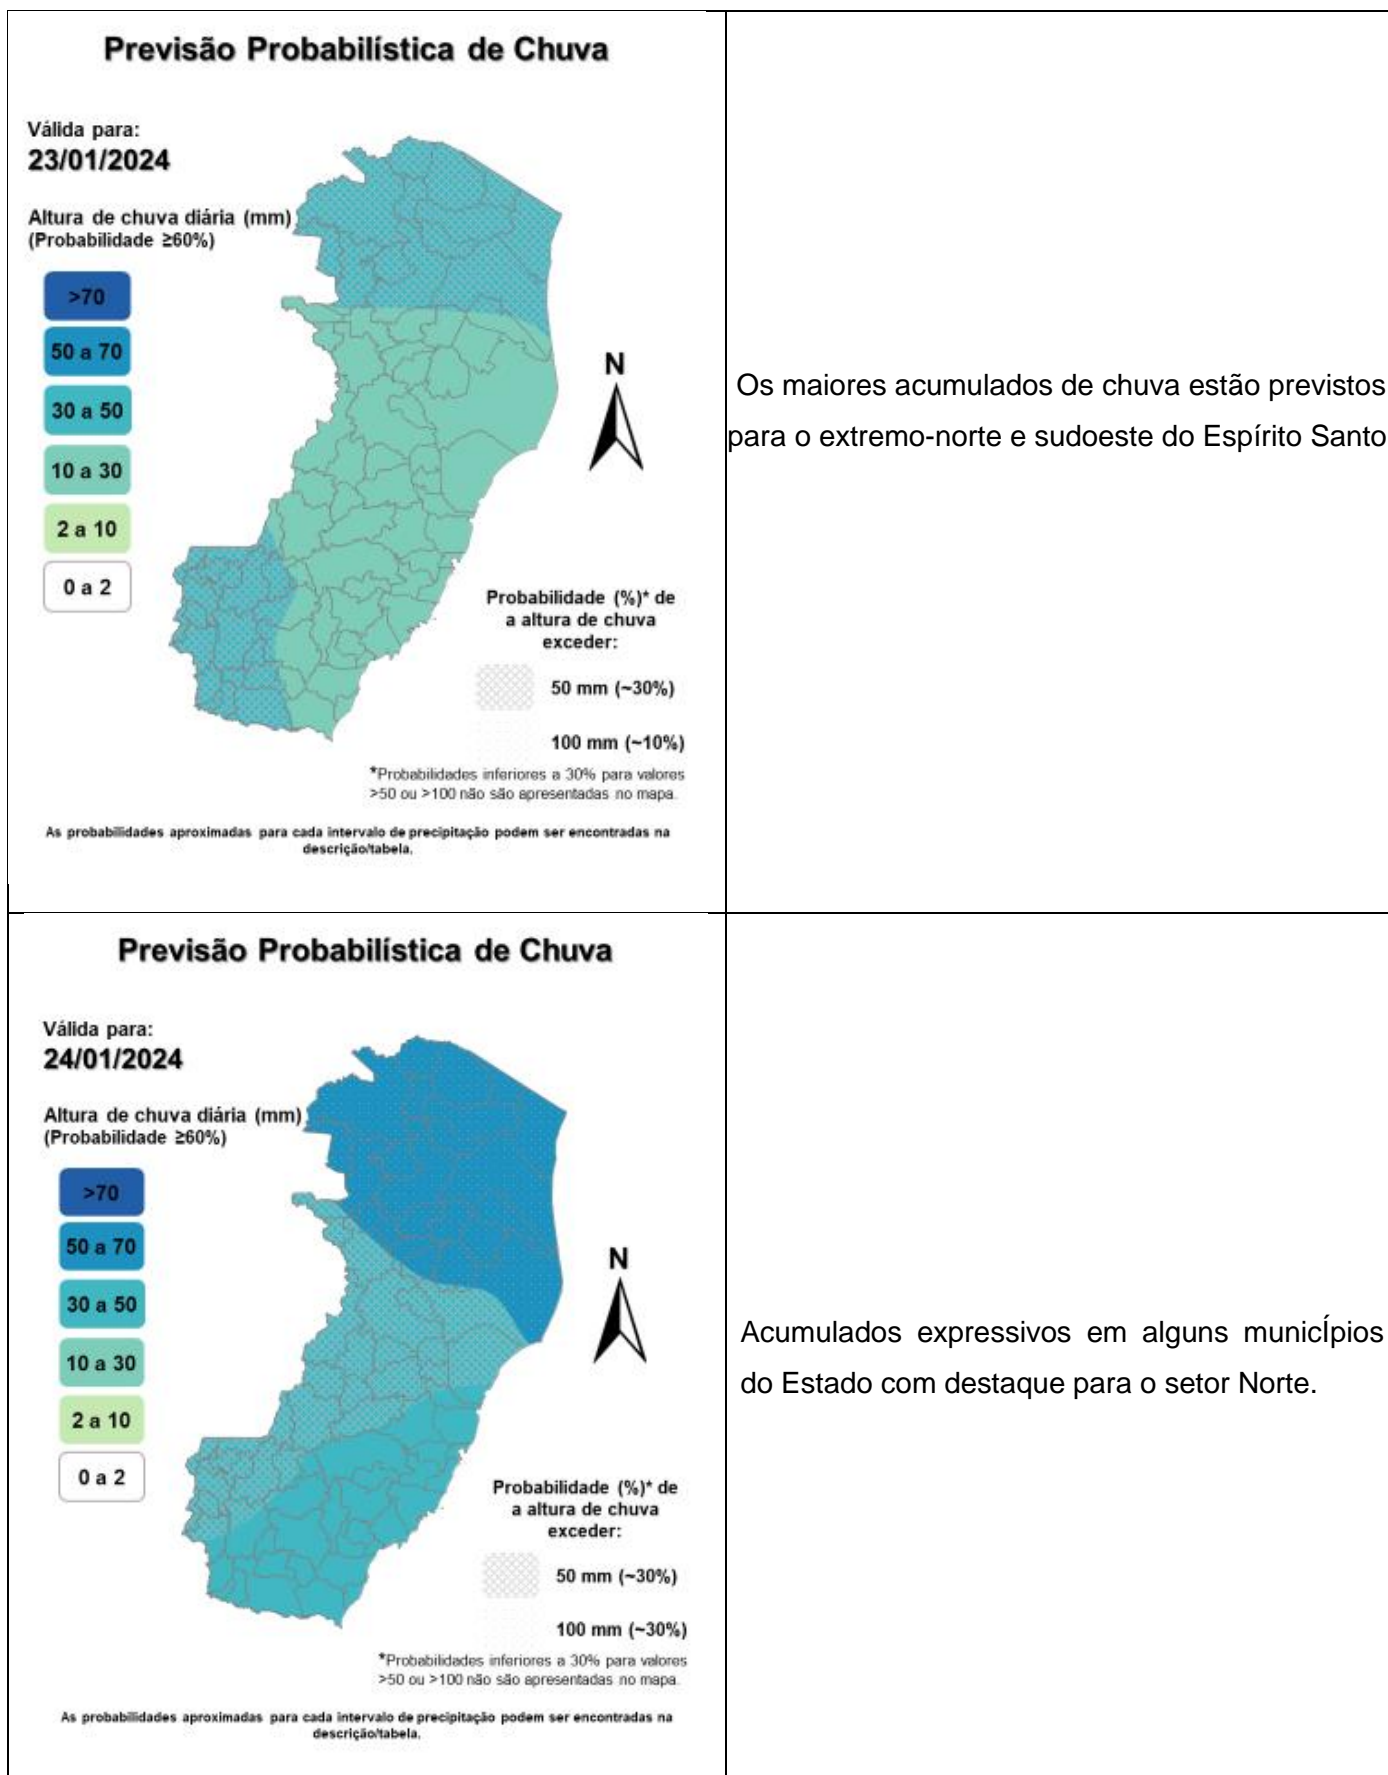 Previsão Probabilística de Chuva
Válida para:
23/01/2024
Altura de chuva diária (mm)
(Probabilidade ≥60%)
>70
50 a 70
30 a 50
10 a 30
2 a 10
0 a 2
N
Probabilidade (%)* de
a altura de chuva
exceder:
50 mm (~30%)
100 mm (~10%)
*Probabilidades inferiores a 30% para valores
>50 ou >100 não são apresentadas no mapa.
As probabilidades aproximadas para cada intervalo de precipitação podem ser encontradas na
descrição/tabela.
Os maiores acumulados de chuva estão previstos
para o extremo-norte e sudoeste do Espírito Santo
Previsão Probabilística de Chuva
Válida para:
24/01/2024
Altura de chuva diária (mm)
(Probabilidade ≥60%)
>70
50 a 70
30 a 50
10 a 30
2 a 10
0 a 2
N
Probabilidade (%)* de
a altura de chuva
exceder:
50 mm (~30%)
100 mm (~30%)
*Probabilidades inferiores a 30% para valores
>50 ou >100 não são apresentadas no mapa.
As probabilidades aproximadas para cada intervalo de precipitação podem ser encontradas na
descrição/tabela.
Acumulados expressivos em alguns municÍpios
do Estado com destaque para o setor Norte.